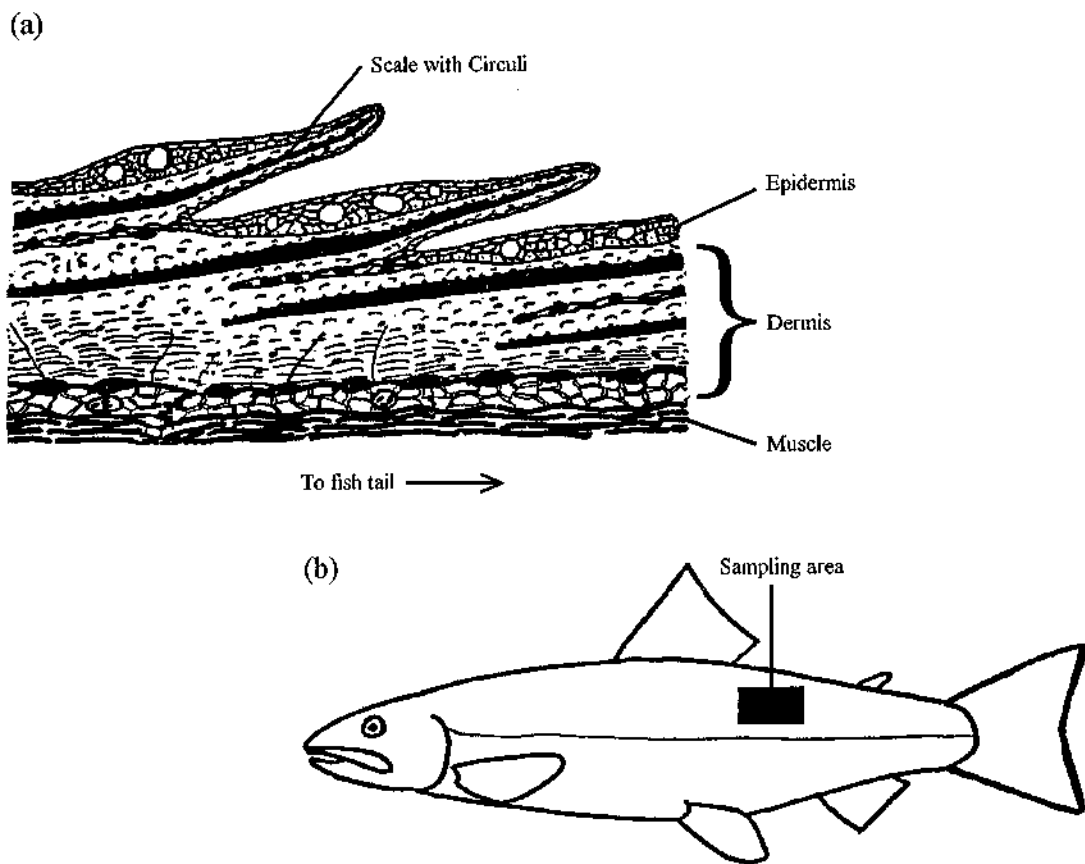 (a)
Scale with Circuli
Epidermis
Dermis
Muscle
To fish tail
(b)
Sampling area